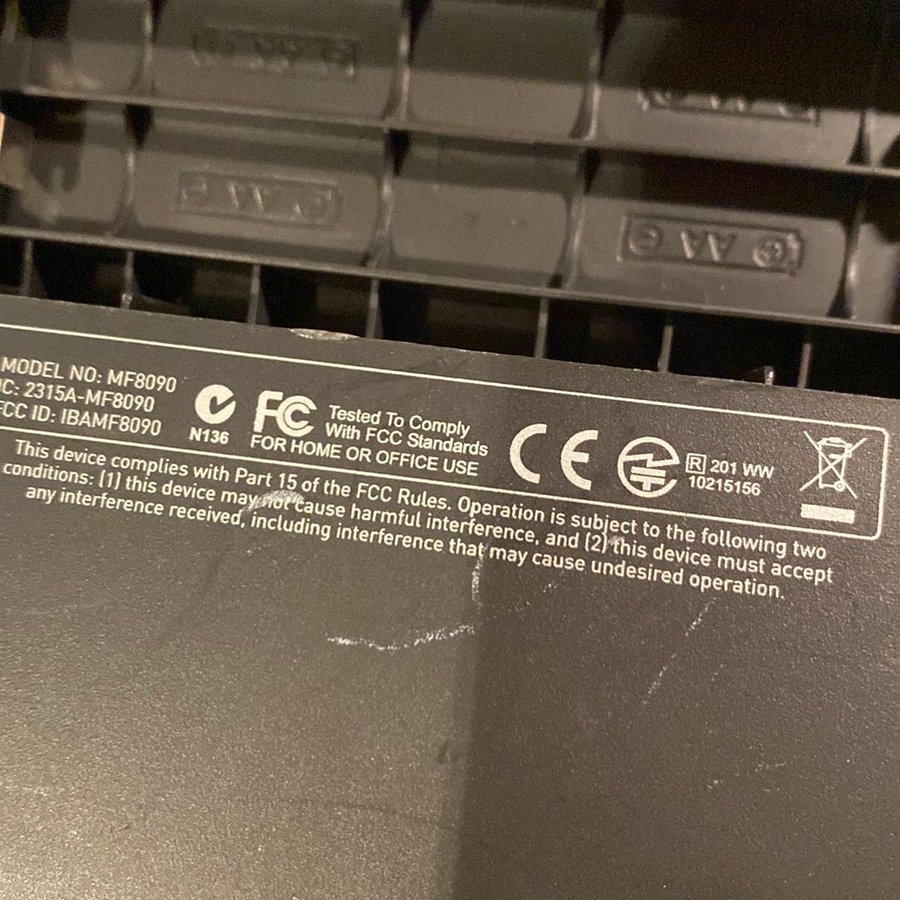 AA
AA
MODEL NO: MF8090
IC: 2315A-MF8090
FCC ID: IBAMF8090
N136
FC
Tested To Comply
With FCC Standards
FOR HOME OR OFFICE USE
CE
R 201 WW
10215156
This device complies with Part 15 of the FCC Rules. Operation is subject to the following two
conditions: (1) this device may not cause harmful interference, and (2) this device must accept
any interference received, including interference that may cause undesired operation.